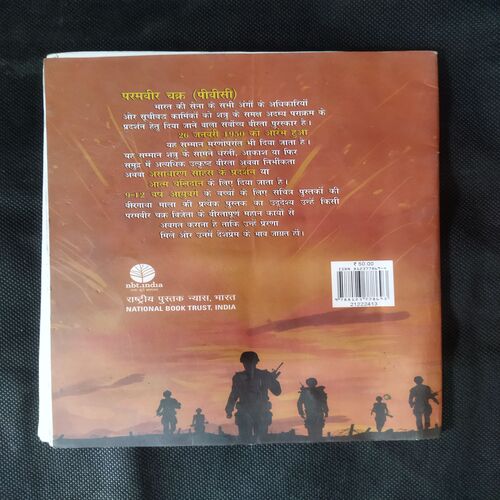 परमवीर चक्र (पीवीसी)
भारत की सेना के सभी अंगों के अधिकारियों
और सूचीबद्ध कार्मिकों को शत्रु के समक्ष अदम्य पराक्रम के
प्रदर्शन हेतु दिया जाने वाला सर्वोच्च वीरता पुरस्कार है।
26 जनवरी 1950 को आरंभ हुआ
यह सम्मान मरणोपरांत भी दिया जाता है।
यह सम्मान शत्रु के सामने धरती, आकाश या फिर
समुद्र में अत्यधिक उत्कृष्ट वीरता अथवा निर्भीकता
अथवा असाधारण साहस के प्रदर्शन या
आत्म बलिदान के लिए दिया जाता है।
9-12 वर्ष आयुवर्ग के बच्चों के लिए सचित्र पुस्तकों की
वीरगाथा माला की प्रत्येक पुस्तक का उद्देश्य उन्हें किसी
परमवीर चक्र विजेता के वीरतापूर्ण महान कार्यों से
अवगत कराना है ताकि उन्हें प्रेरणा
मिले और उनमें देशप्रेम के भाव जाग्रत हों।
₹ 50.00
nbt.india
राष्ट्रीय पुस्तक न्यास, भारत
NATIONAL BOOK TRUST, INDIA
21222413